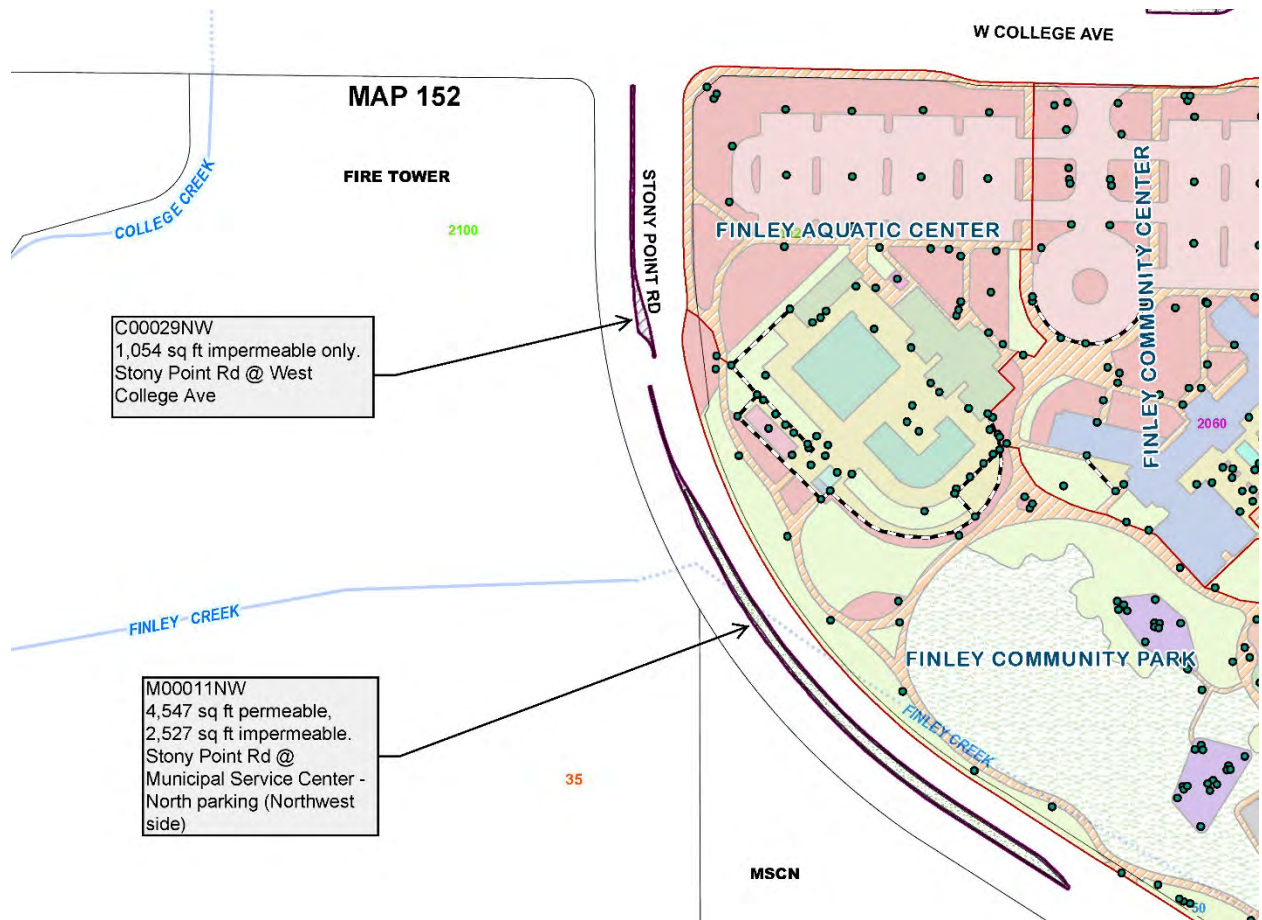 W COLLEGE AVE
MAP 152
FIRE TOWER
COLLEGE CREEK
2100
STONY POINT RD
FINLEY AQUATIC CENTER
FINLEY COMMUNITY CENTER
C00029NW
1,054 sq ft impermeable only.
Stony Point Rd @ West
College Ave
2060
FINLEY CREEK
FINLEY COMMUNITY PARK
M00011NW
4,547 sq ft permeable,
2,527 sq ft impermeable.
Stony Point Rd @
Municipal Service Center -
North parking (Northwest
side)
FINLEY CREEK
35
MSCN